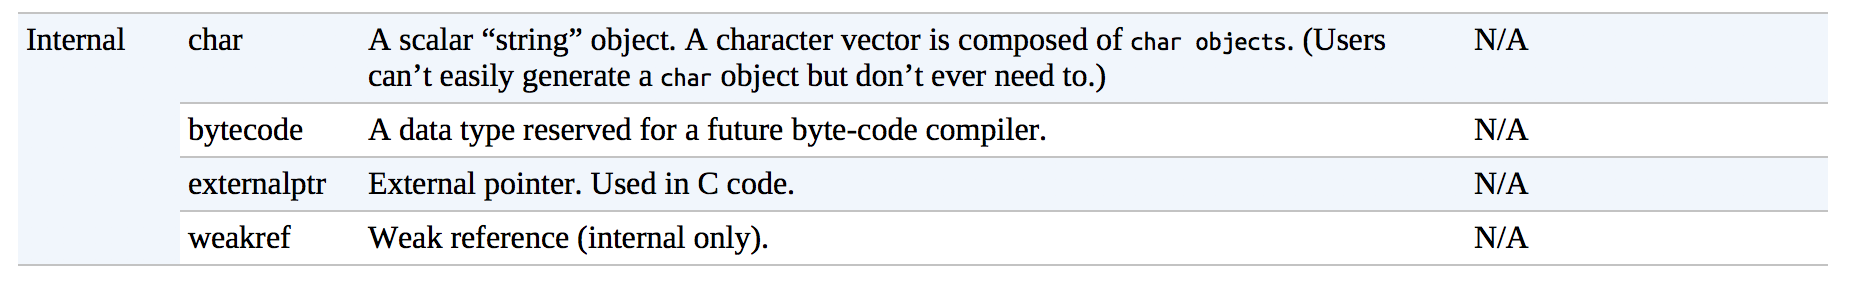 Internal char A scalar “string” object. A character vector is composed of char objects. (Users N/A
can’t easily generate a char object but don’t ever need to.)
bytecode A data type reserved for a future byte-code compiler. N/A
externalptr External pointer. Used in C code. N/A
weakref Weak reference (internal only). N/A